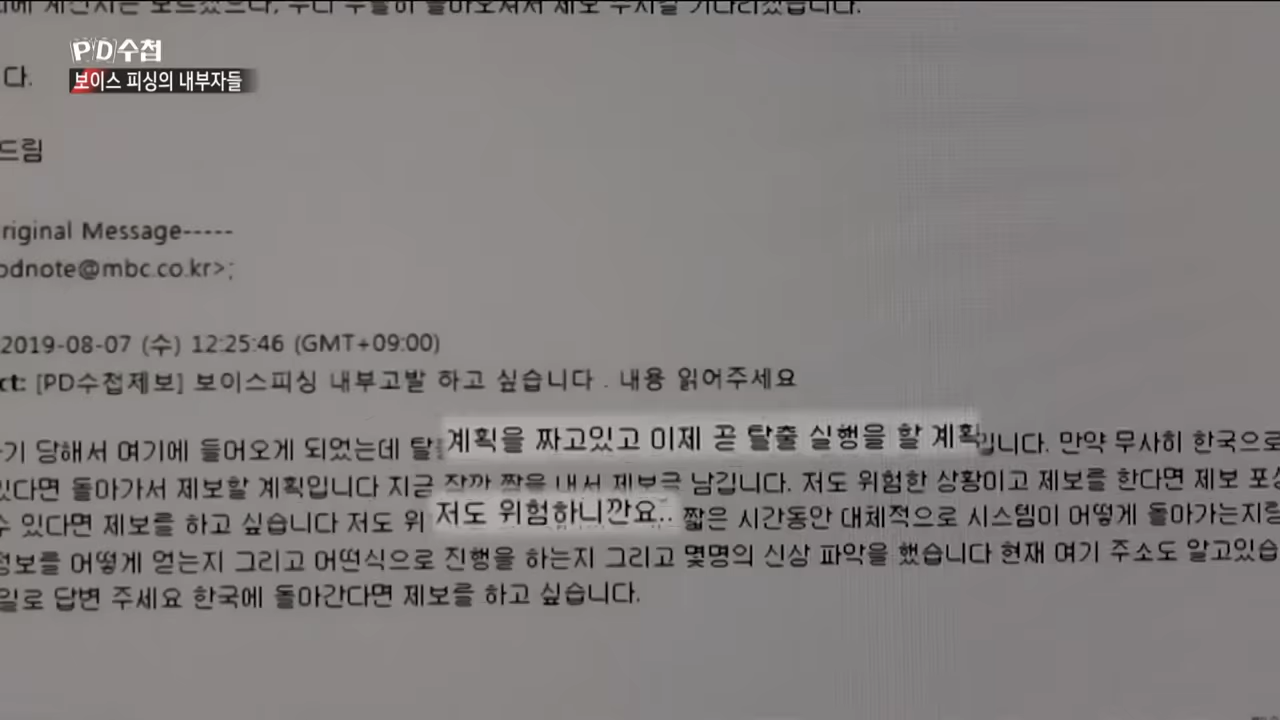 PD수첩
보이스 피싱의 내부자들
다.
드림
riginal Message-----
odnote@mbc.co.kr>;
2019-08-07 (수) 12:25:46 (GMT+09:00)
ct: [PD수첩제보] 보이스피싱 내부고발 하고 싶습니다 . 내용 읽어주세요
기 당해서 여기에 들어오게 되었는데 탈 계획을 짜고있고 이제 곧 탈출 실행을 할 계획입니다. 만약 무사히 한국으로
있다면 돌아가서 제보할 계획입니다 지금 잠깐 짬을 내서 제보를 남깁니다. 저도 위험한 상황이고 제보를 한다면 제보 포상
수 있다면 제보를 하고 싶습니다 저도 위 저도 위험하니깐요.. 짧은 시간동안 대체적으로 시스템이 어떻게 돌아가는지랑
정보를 어떻게 얻는지 그리고 어떤식으로 진행을 하는지 그리고 몇명의 신상 파악을 했습니다 현재 여기 주소도 알고있습
일로 답변 주세요 한국에 돌아간다면 제보를 하고 싶습니다.